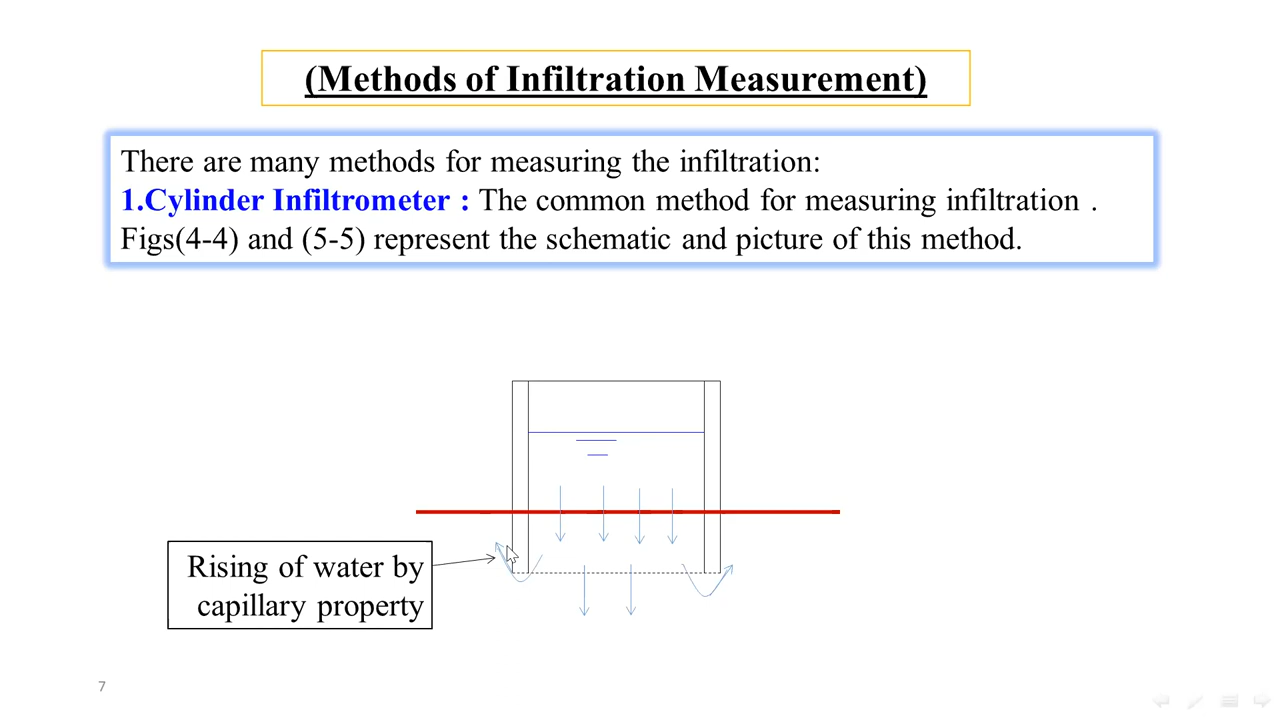 (Methods of Infiltration Measurement)
There are many methods for measuring the infiltration:
1.Cylinder Infiltrometer : The common method for measuring infiltration .
Figs(4-4) and (5-5) represent the schematic and picture of this method.
Rising of water by
capillary property
7